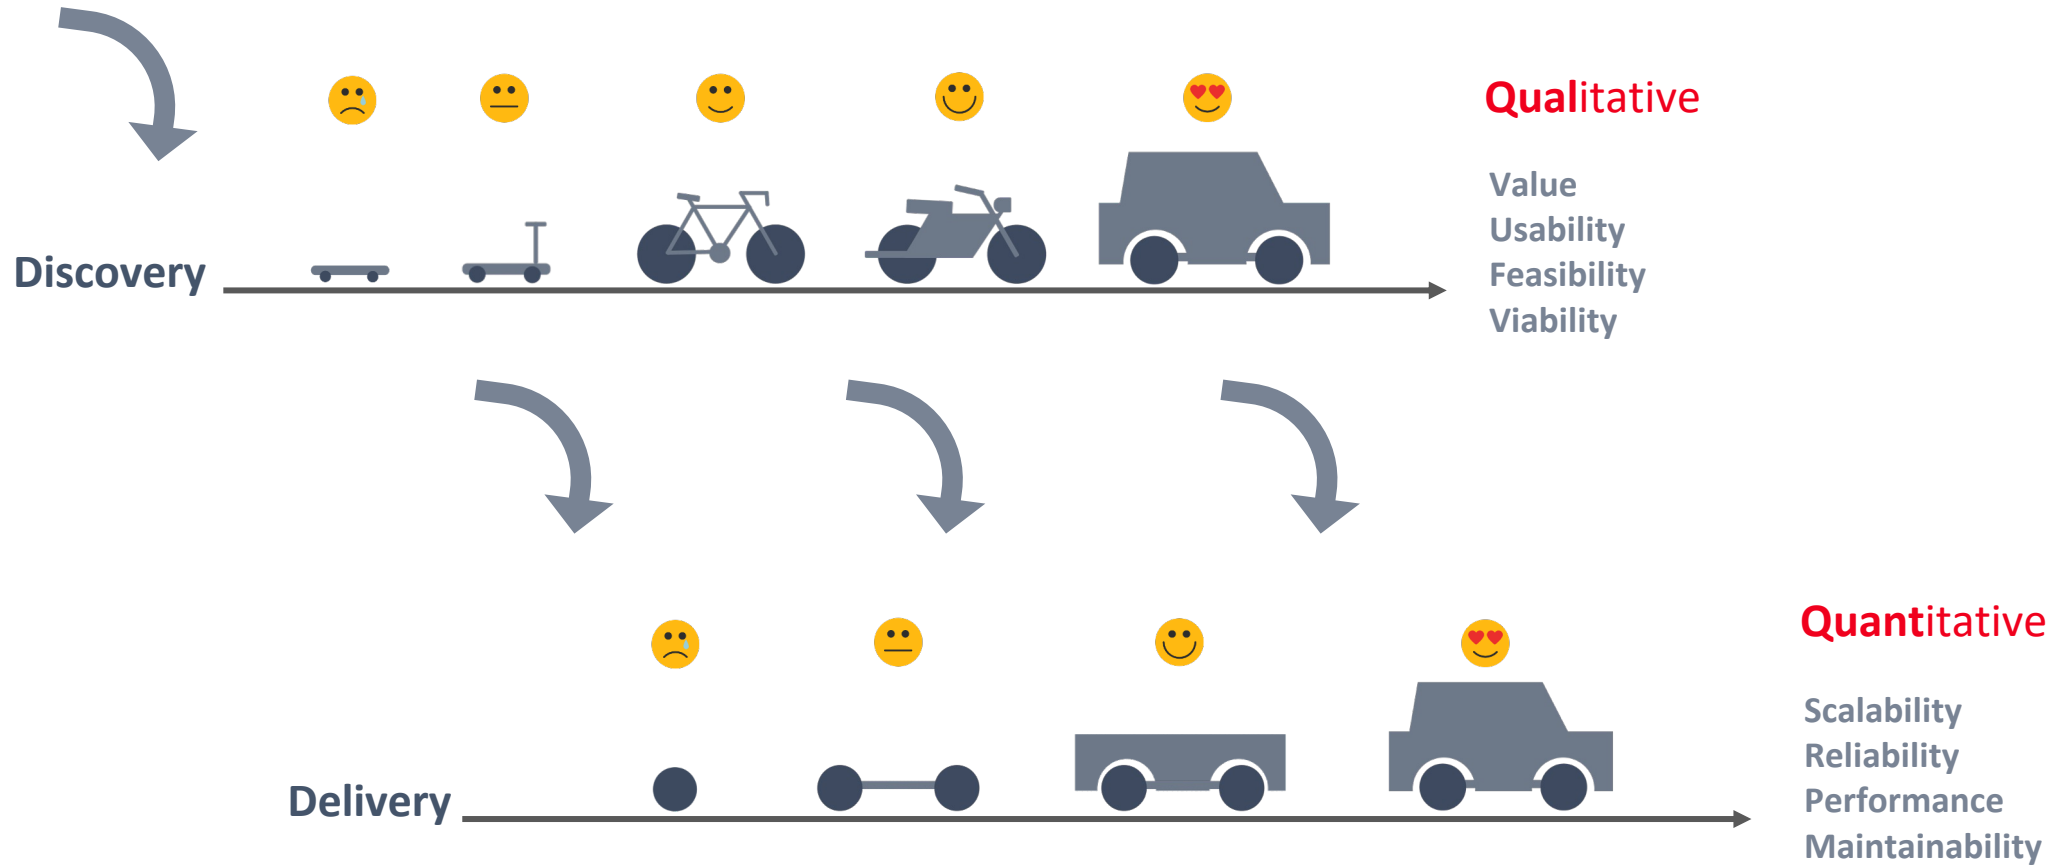 Qualitative
Value
Usability
Feasibility
Viability
Discovery
Quantitative
Scalability
Reliability
Performance
Maintainability
Delivery